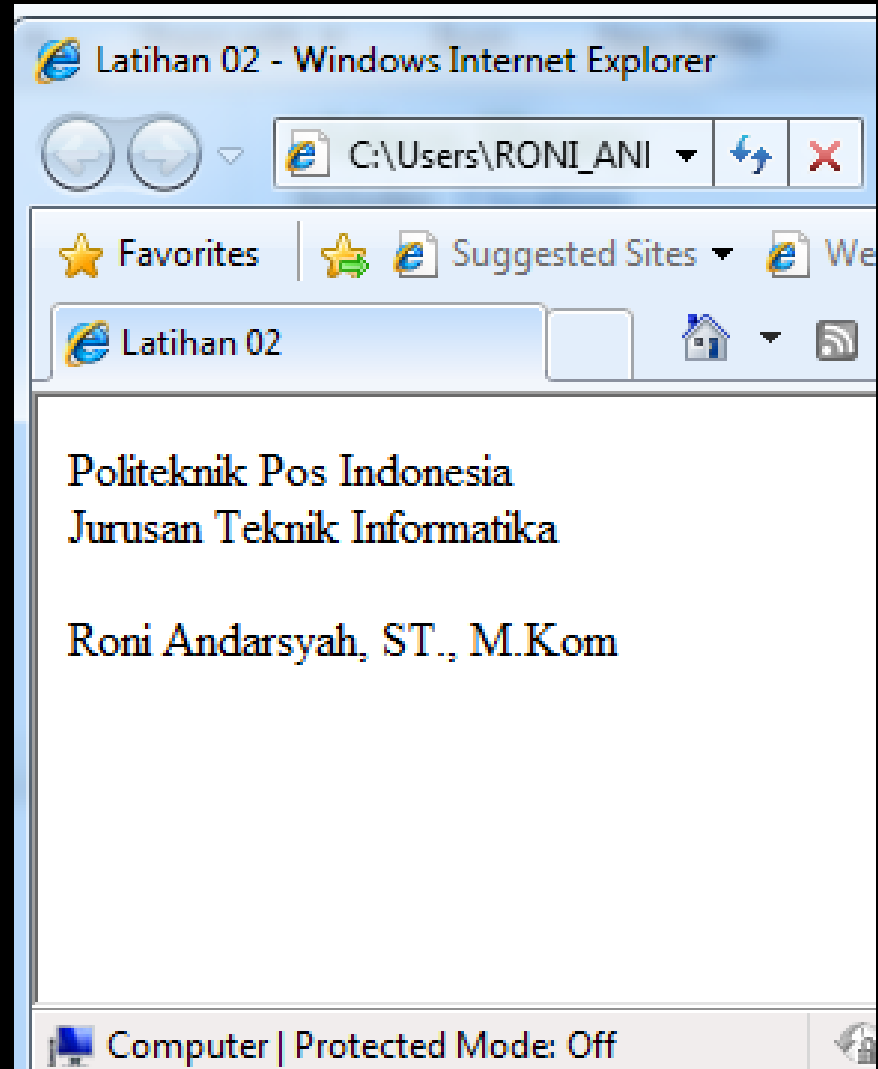 Latihan 02 - Windows Internet Explorer
C:\Users\RONI_ANI
Favorites Suggested Sites We
Latihan 02
Politeknik Pos Indonesia
Jurusan Teknik Informatika
Roni Andarsyah, ST., M.Kom
Computer | Protected Mode: Off